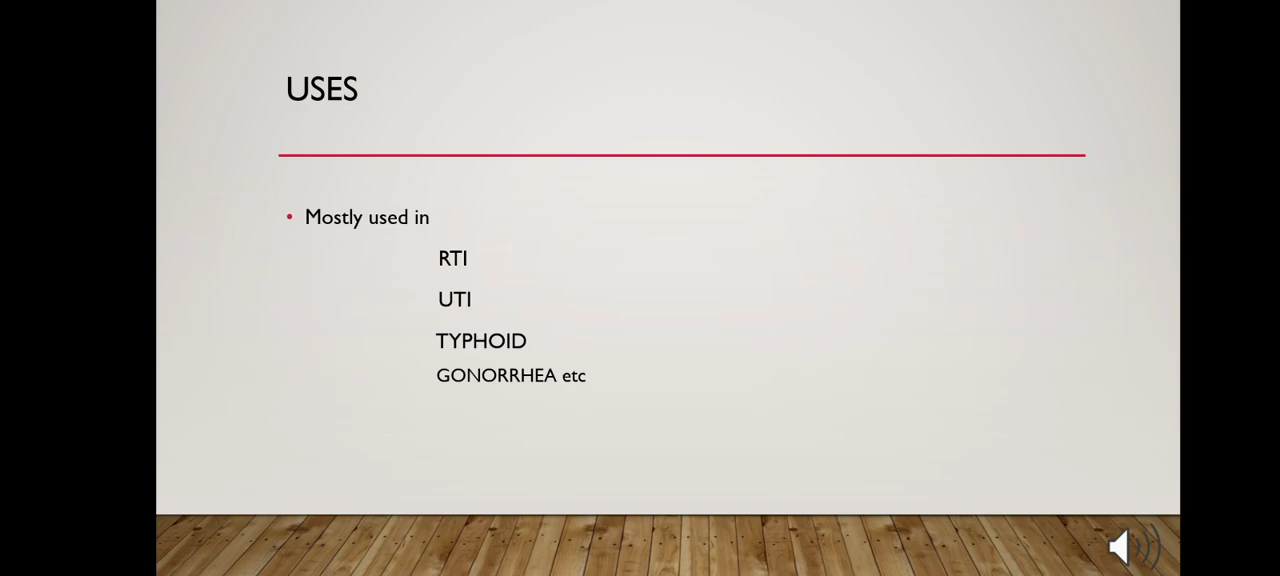 USES
• Mostly used in
RTI
UTI
TYPHOID
GONORRHEA etc